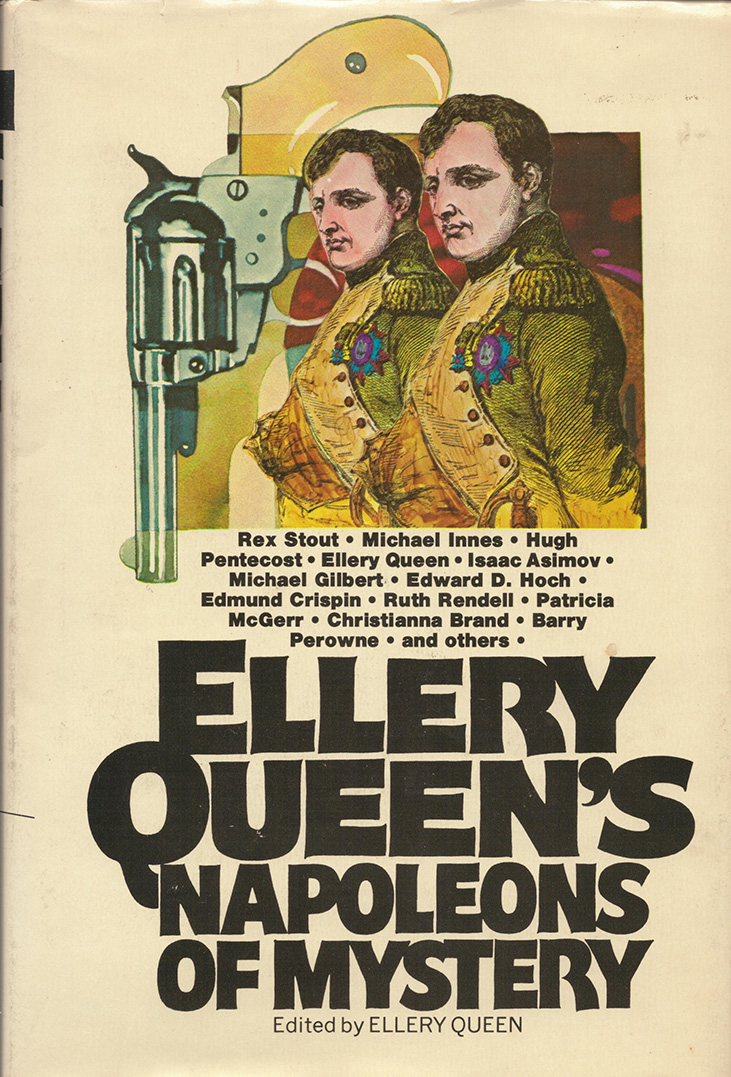 Rex Stout • Michael Innes • Hugh
Pentecost • Ellery Queen • Isaac Asimov •
Michael Gilbert • Edward D. Hoch •
Edmund Crispin • Ruth Rendell • Patricia
McGerr • Christianna Brand • Barry
Perowne • and others •
ELLERY
QUEEN'S
NAPOLEONS
OF MYSTERY
Edited by ELLERY QUEEN